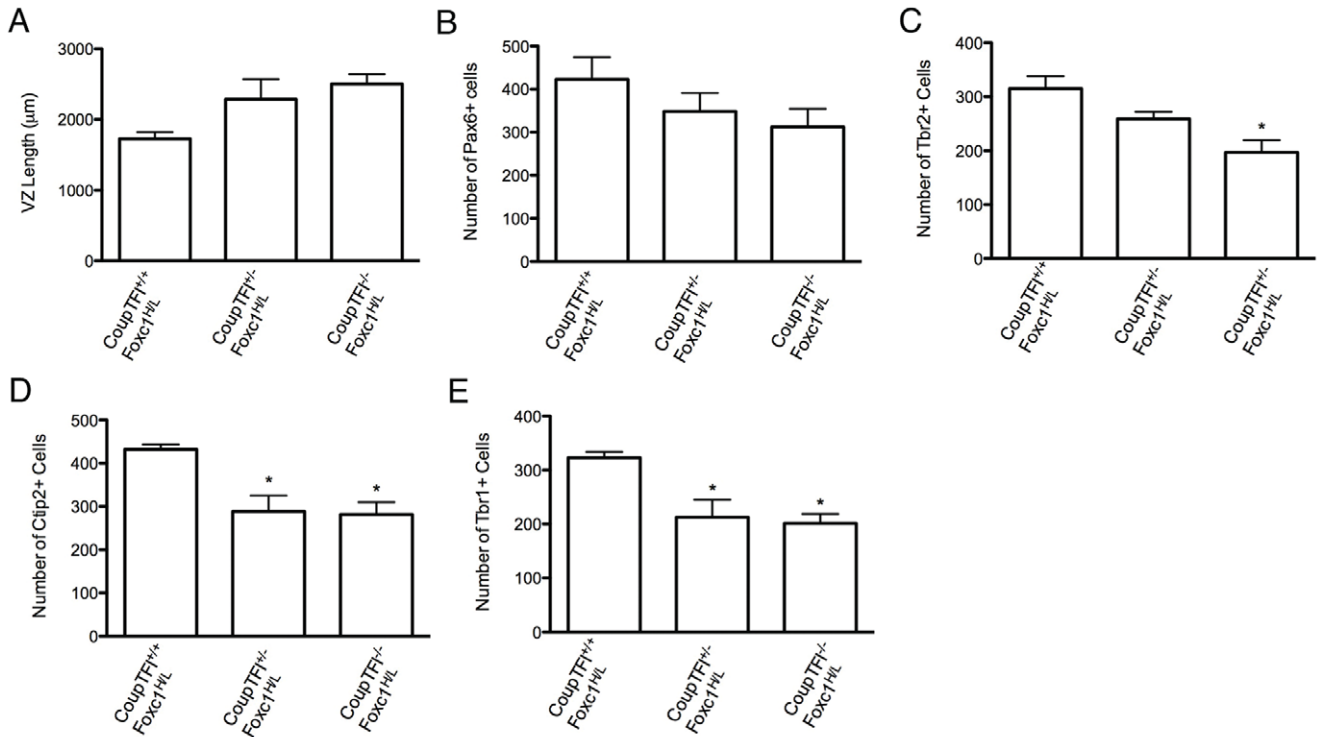 A
VZ Length (µm)
3000
2000
1000
0
CoupTFI+/+
Foxc1H/L
CoupTFI+/-
Foxc1H/L
CoupTFI-/-
Foxc1H/L
B
Number of Pax6+ cells
500
400
300
200
100
0
CoupTFI+/+
Foxc1H/L
CoupTFI+/-
Foxc1H/L
CoupTFI-/-
Foxc1H/L
C
Number of Tbr2+ Cells
400
300
200
100
0
*
CoupTFI+/+
Foxc1H/L
CoupTFI+/-
Foxc1H/L
CoupTFI+/-
Foxc1H/L
D
Number of Ctip2+ Cells
500
400
300
200
100
0
*
*
CoupTFI+/+
Foxc1H/L
CoupTFI+/-
Foxc1H/L
CoupTFI-/-
Foxc1H/L
E
Number of Tbr1+ Cells
400
300
200
100
0
*
*
CoupTFI+/+
Foxc1H/L
CoupTFI+/-
Foxc1H/L
CoupTFI-/-
Foxc1H/L